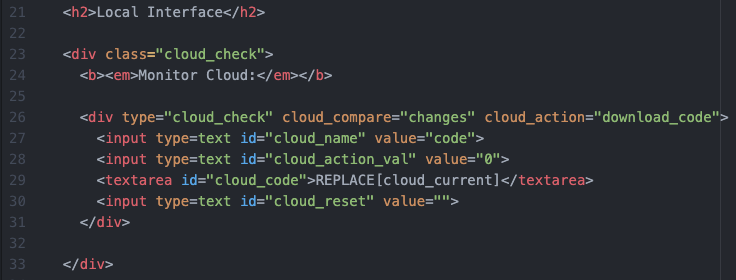 21 <h2>Local Interface</h2>
22
23 <div class="cloud_check">
24 <b><em>Monitor Cloud:</em></b>
25
26 <div type="cloud_check" cloud_compare="changes" cloud_action="download_code">
27 <input type=text id="cloud_name" value="code">
28 <input type=text id="cloud_action_val" value="0">
29 <textarea id="cloud_code">REPLACE[cloud_current]</textarea>
30 <input type=text id="cloud_reset" value="">
31 </div>
32
33 </div>